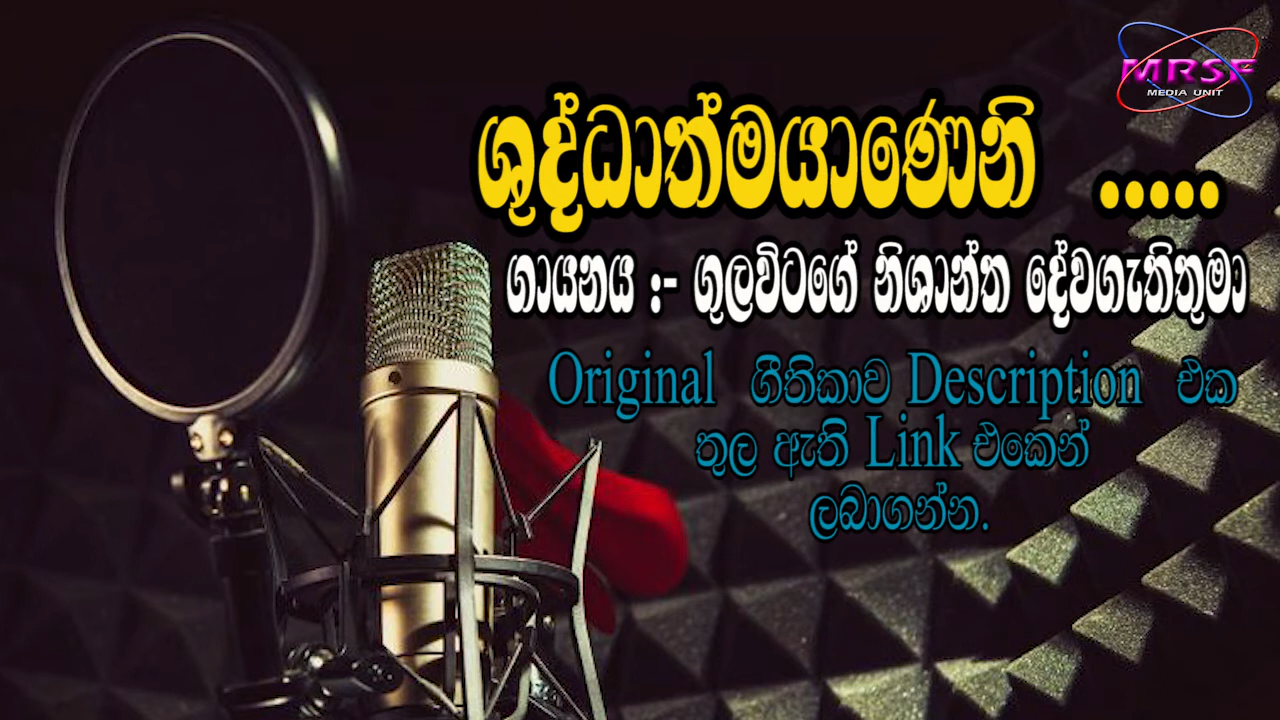 MRSF
MEDIA UNIT
ශුද්ධාත්මයාණෙනි .....
ගායනය :- ගුලවිටගේ නිශාන්ත දේවගැතිතුමා
Original ගීතිකාව Description එක
තුල ඇති Link එකෙන්
ලබාගන්න.